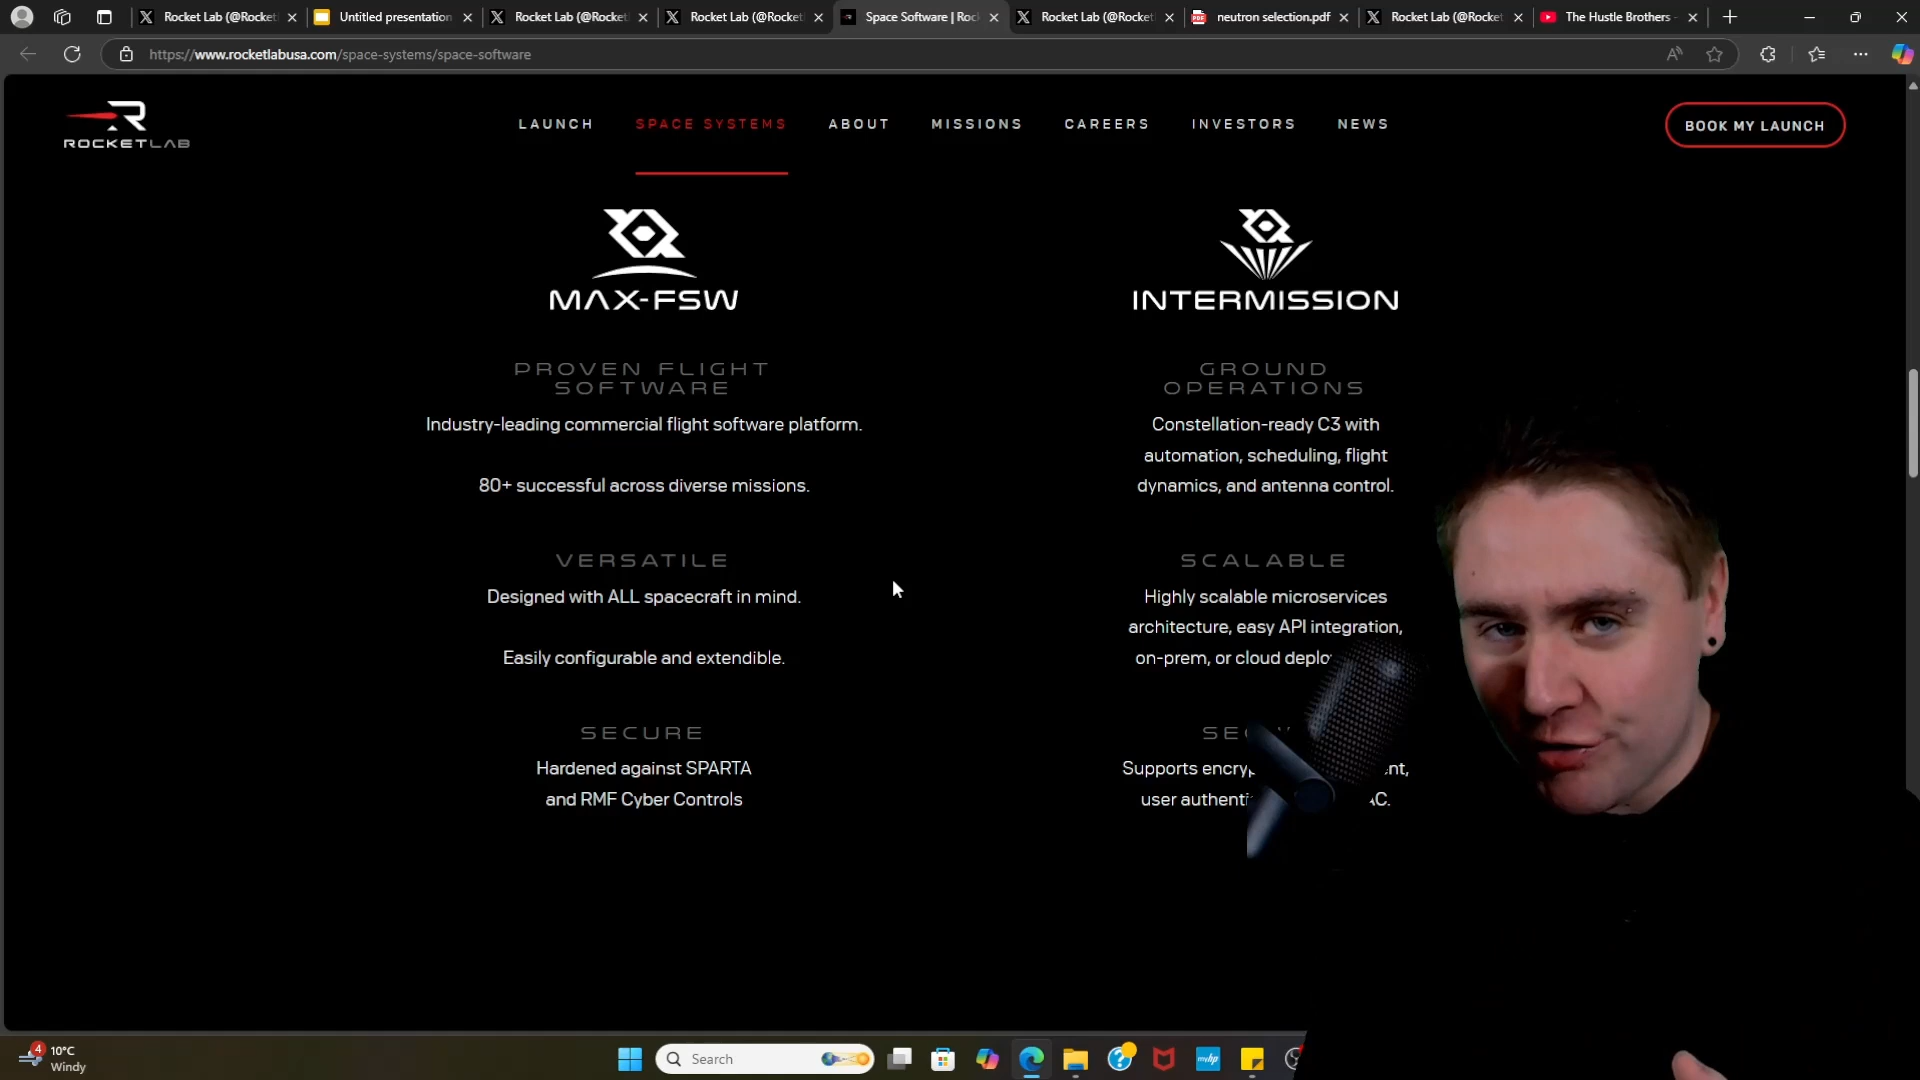 Rocket Lab (@Rocket
Untitled presentation
Rocket Lab (@Rocket
Rocket Lab (@Rocket
Space Software | Roc
Rocket Lab (@Rocket
neutron selection.pdf
Rocket Lab (@Rocket
The Hustle Brothers -
https://www.rocketlabusa.com/space-systems/space-software
ROCKETLAB
LAUNCH
SPACE SYSTEMS
ABOUT
MISSIONS
CAREERS
INVESTORS
NEWS
BOOK MY LAUNCH
MAX-FSW
PROVEN FLIGHT
SOFTWARE
Industry-leading commercial flight software platform.
80+ successful across diverse missions.
VERSATILE
Designed with ALL spacecraft in mind.
Easily configurable and extendible.
SECURE
Hardened against SPARTA
and RMF Cyber Controls
INTERMISSION
GROUND
OPERATIONS
Constellation-ready C3 with
automation, scheduling, flight
dynamics, and antenna control.
SCALABLE
Highly scalable microservices
architecture, easy API integration,
on-prem, or cloud
Supports
user
4
10°C
Windy
Search
myhp